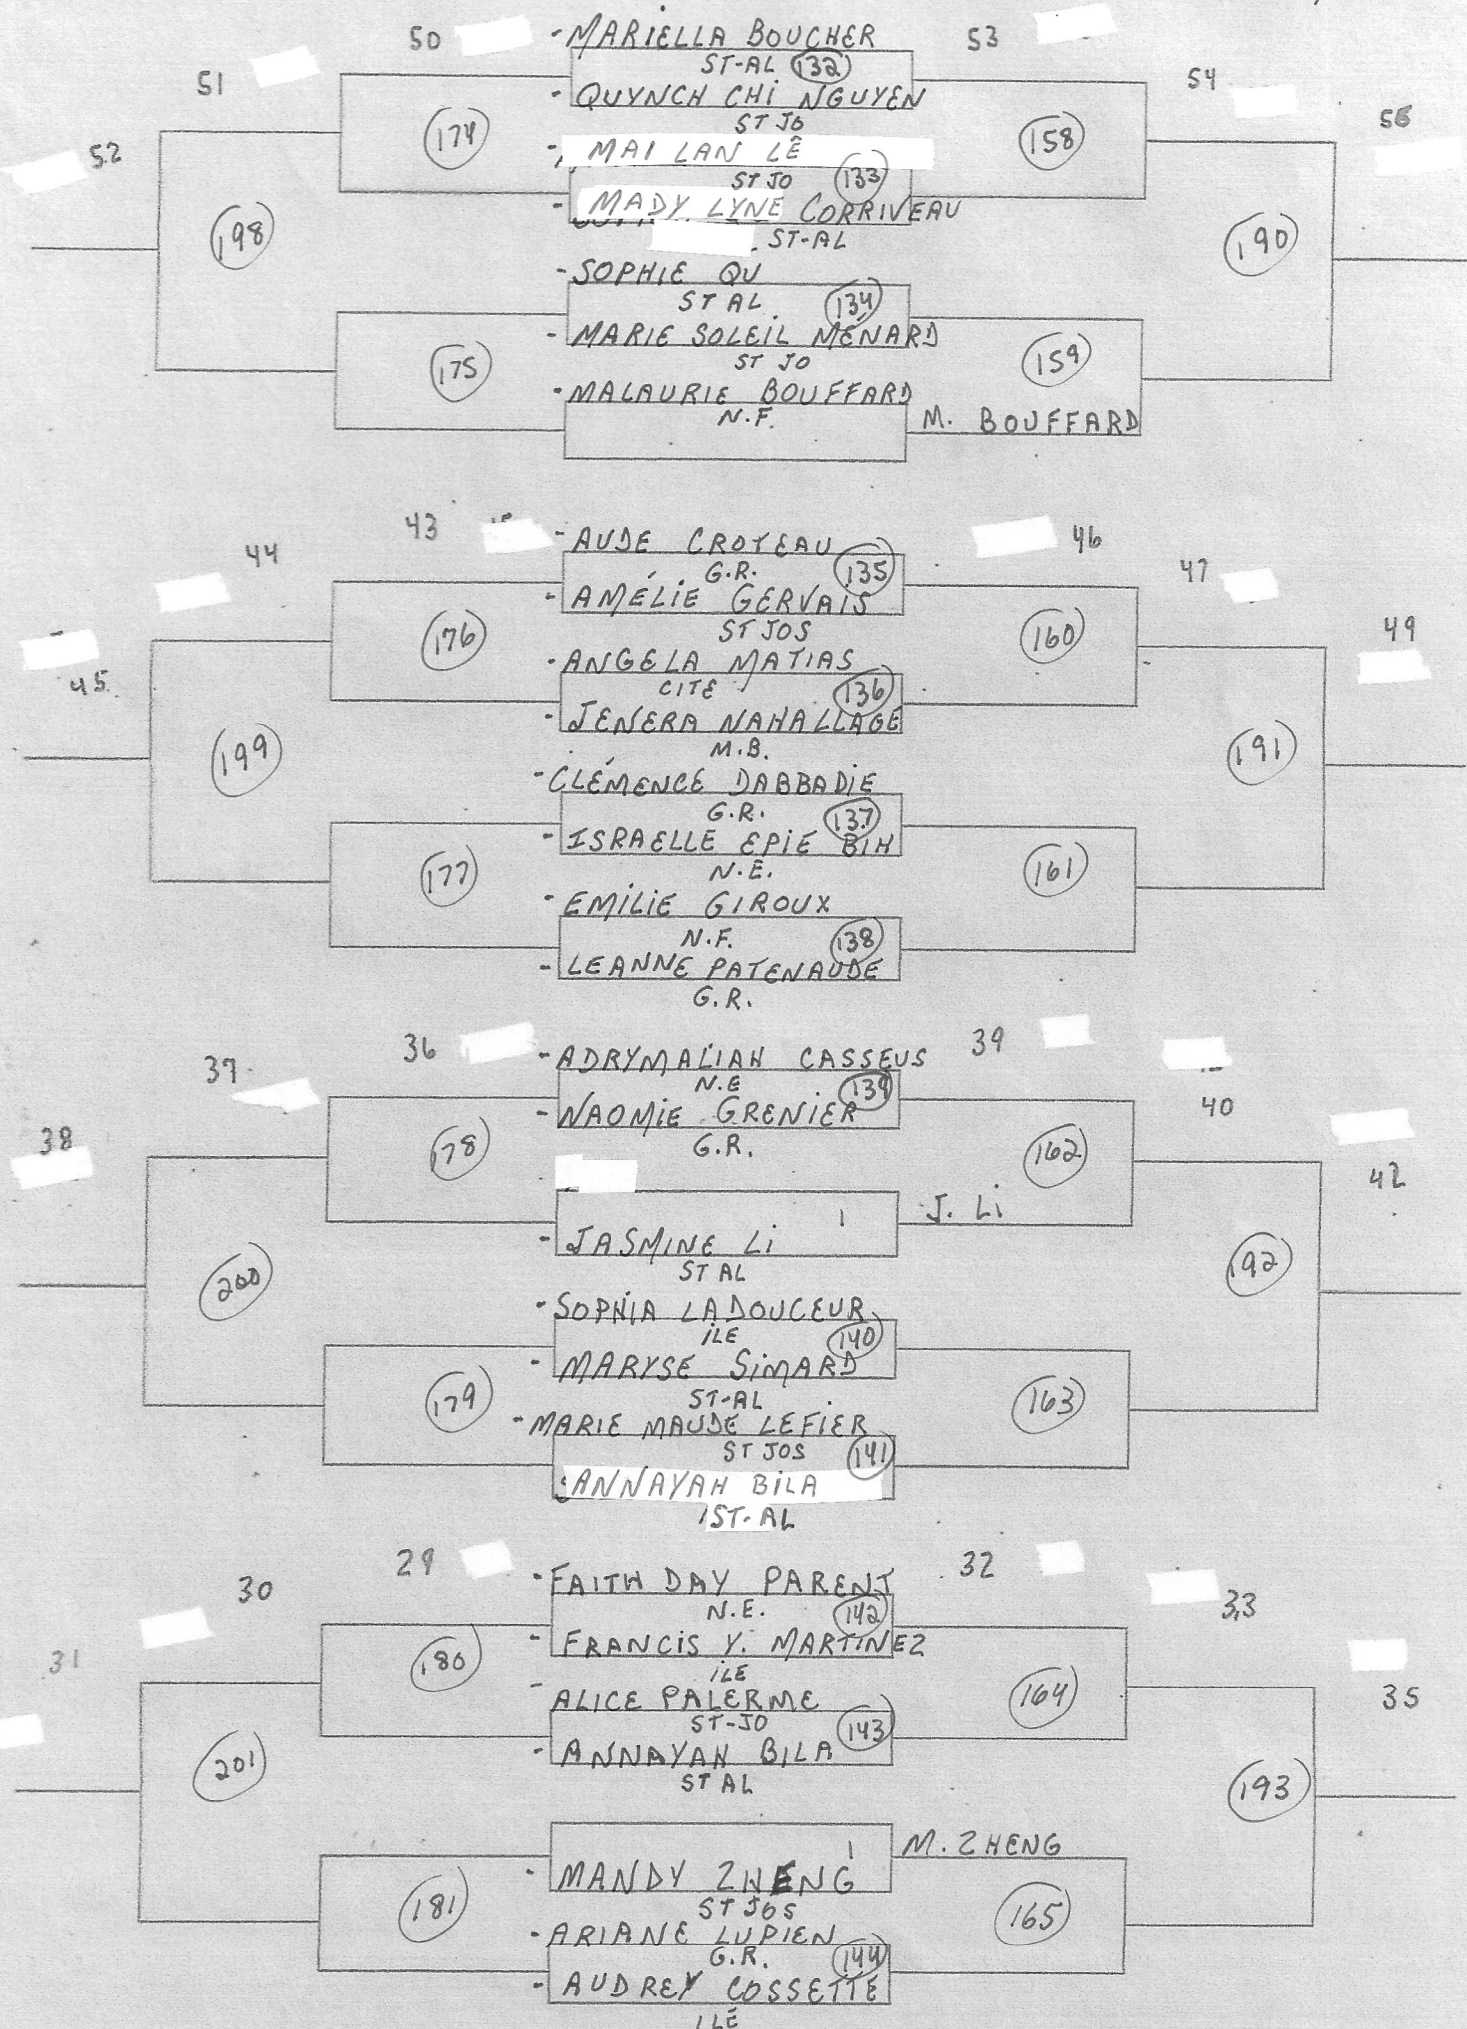 50 - MARIELLA BOUCHER 53
51 ST-AL 132 54
- QUYNCH CHI NGUYEN
52 174 ST JO 158 56
MAI LAN LÊ
ST JO 133
198 - MADY LYNE CORRIVEAU 190
ST-AL
- SOPHIE QU
ST AL 134
- MARIE SOLEIL MÉNARD
175 ST JO 159
- MALAURIE BOUFFARD
N.F. M. BOUFFARD
43 - AUDE CROTEAU 46
44 G.R. 135 47
- AMÉLIE GERVAIS
176 ST JOS 160 49
- ANGELA MATIAS
45 CITÉ 136
- JENERA NAHALLAGE
199 M.B. 191
- CLÉMENCE DABBADIE
G.R. 137
- ISRAELLE EPIE BIH
177 N.E. 161
- EMILIE GIROUX
N.F. 138
- LEANNE PATENAUDE
G.R.
36 - ADRYMALIAH CASSEUS 39
37 N.E 139 40
- NAOMIE GRENIER
38 178 G.R. 162 42
J. Li
- JASMINE Li
200 ST AL 192
- SOPHIA LADOUCEUR
iLE 140
- MARYSE SIMARD
179 ST-AL 163
- MARIE MAUDE LEFIER
ST JOS 141
ANNAYAH BILA
ST-AL
29 - FAITH DAY PARENT 32
30 N.E. 142 33
- FRANCIS Y. MARTINEZ
31 180 iLE 164 35
- ALICE PALERME
ST-JO 143
- ANNAYAH BILA
201 ST AL 193
M. ZHENG
- MANDY ZHENG
181 ST JOS 165
- ARIANE LUPIEN
G.R. 144
- AUDREY COSSETTE
ILE